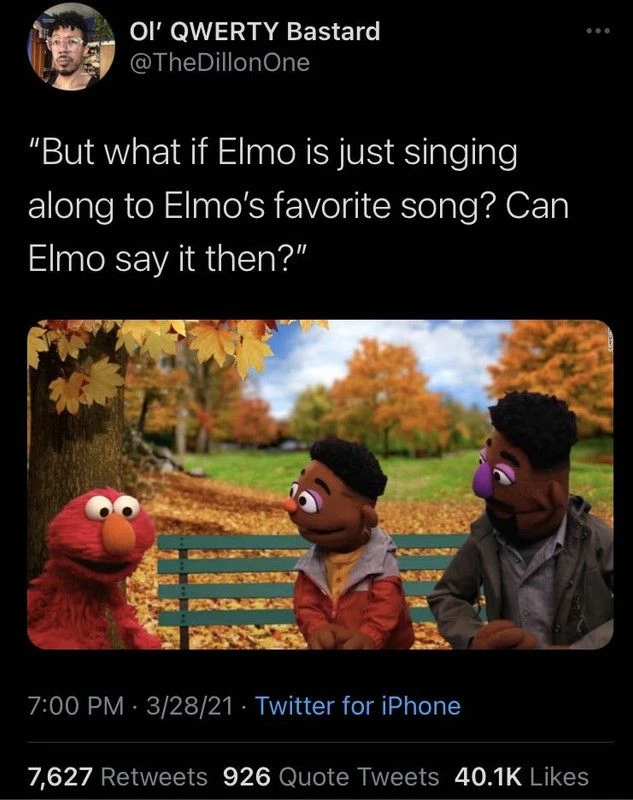 Ol’ QWERTY Bastard
@TheDillonOne
“But what if Elmo is just singing
along to Elmo’s favorite song? Can
Elmo say it then?”
7:00 PM · 3/28/21 · Twitter for iPhone
7,627 Retweets 926 Quote Tweets 40.1K Likes